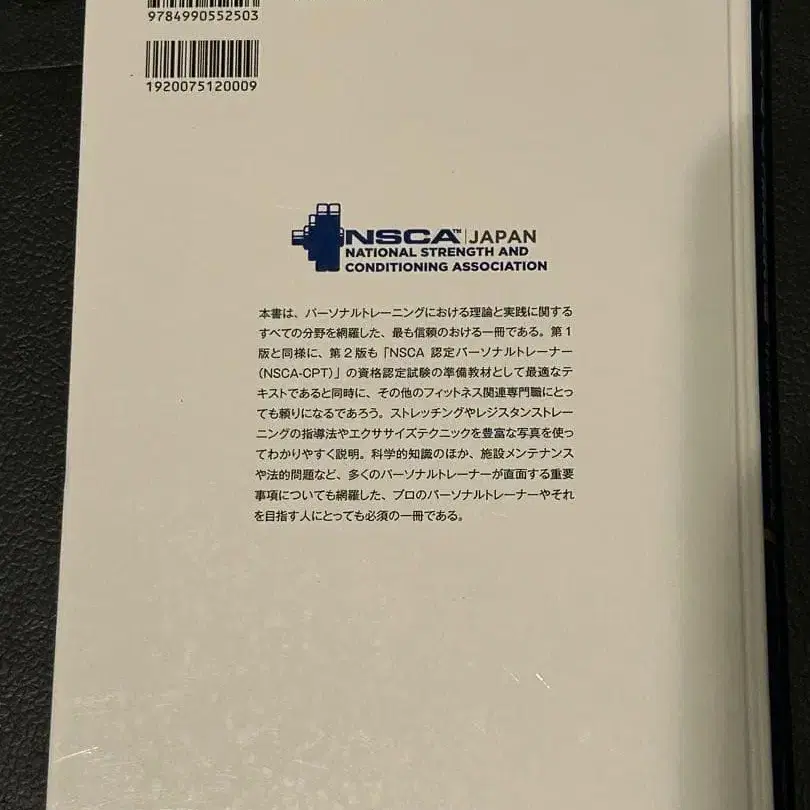 9784990552503
1920075120009
NSCA™ JAPAN
NATIONAL STRENGTH AND
CONDITIONING ASSOCIATION
本書は、パーソナルトレーニングにおける理論と実践に関する
すべての分野を網羅した、最も信頼のおける一冊である。第1
版と同様に、第2版も「NSCA 認定パーソナルトレーナー
(NSCA-CPT)」の資格認定試験の準備教材として最適なテ
キストであると同時に、その他のフィットネス関連専門職にとっ
ても頼りになるであろう。ストレッチングやレジスタンストレー
ニングの指導法やエクササイズテクニックを豊富な写真を使っ
てわかりやすく説明。科学的知識のほか、施設メンテナンス
や法的問題など、多くのパーソナルトレーナーが直面する重要
事項についても網羅した、プロのパーソナルトレーナーやそれ
を目指す人にとっても必須の一冊である。